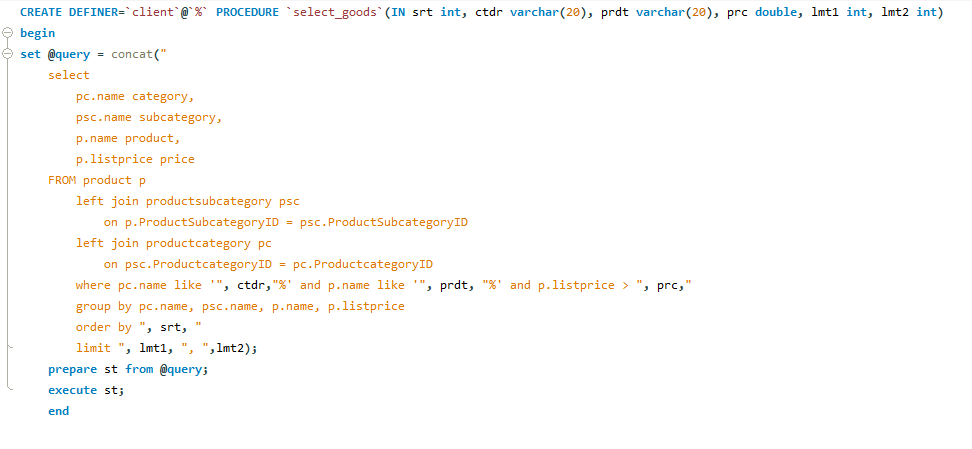 CREATE DEFINER=`client`@`%` PROCEDURE `select_goods`(IN srt int, ctdr varchar(20), prdt varchar(20), prc double, lmt1 int, lmt2 int)
begin
set @query = concat("
    select
        pc.name category,
        psc.name subcategory,
        p.name product,
        p.listprice price
    FROM product p
        left join productsubcategory psc
            on p.ProductSubcategoryID = psc.ProductSubcategoryID
        left join productcategory pc
            on psc.ProductcategoryID = pc.ProductcategoryID
        where pc.name like '", ctdr,"%' and p.name like '", prdt, "%' and p.listprice > ", prc,"
        group by pc.name, psc.name, p.name, p.listprice
        order by ", srt, "
        limit ", lmt1, ", ",lmt2);
    prepare st from @query;
    execute st;
    end